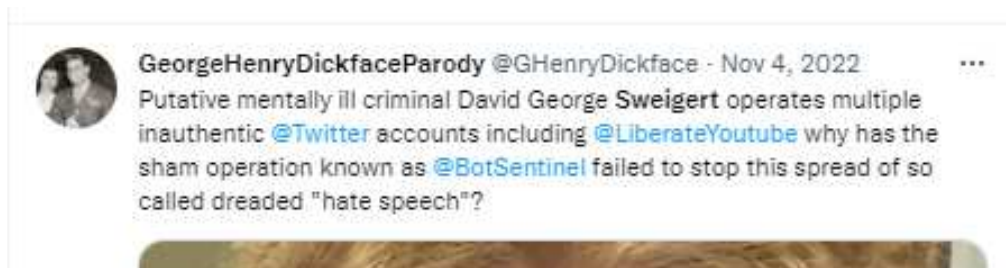 GeorgeHenryDickfaceParody @GHenryDickface · Nov 4, 2022 ...
Putative mentally ill criminal David George Sweigert operates multiple
inauthentic @Twitter accounts including @LiberateYoutube why has the
sham operation known as @BotSentinel failed to stop this spread of so
called dreaded "hate speech"?